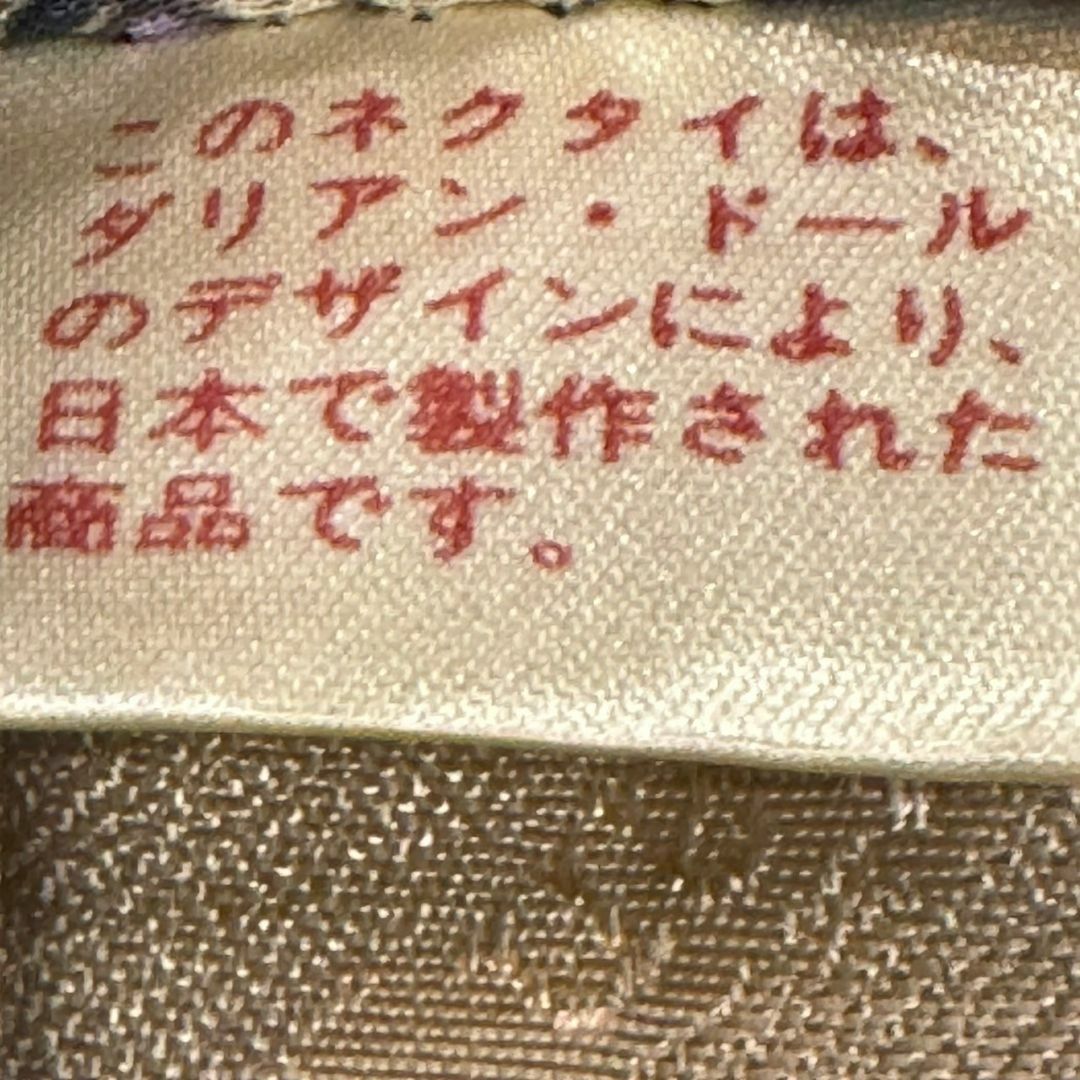 このネクタイは、
ダリアン・ドール
のデザインにより、
日本で製作された
商品です。